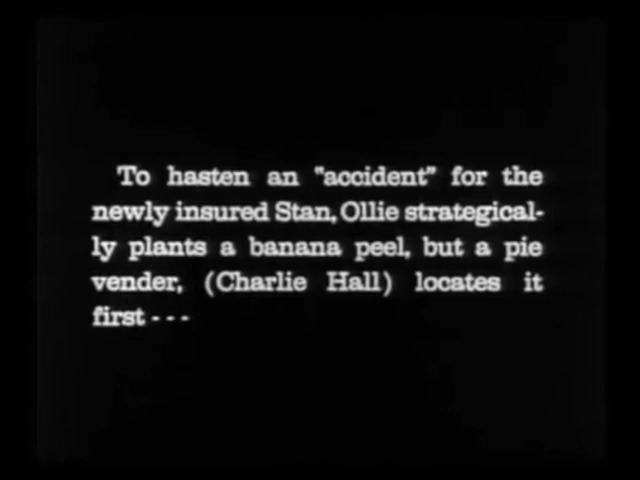 To hasten an "accident" for the
newly insured Stan, Ollie strategical-
ly plants a banana peel, but a pie
vender, (Charlie Hall) locates it
first - - -